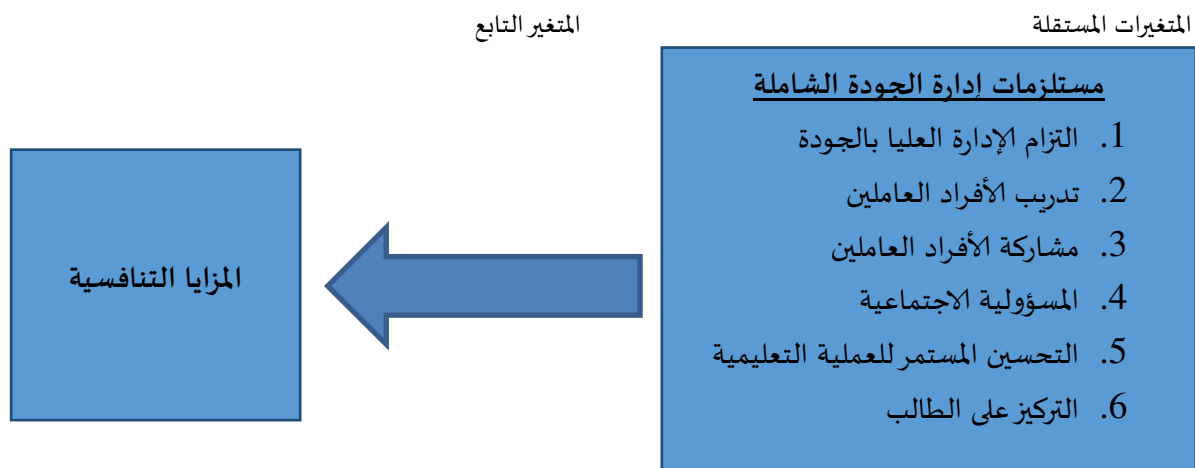 المتغيرات المستقلة
المتغير التابع
مستلزمات إدارة الجودة الشاملة
1. التزام الإدارة العليا بالجودة
2. تدريب الأفراد العاملين
3. مشاركة الأفراد العاملين
4. المسؤولية الاجتماعية
5. التحسين المستمر للعملية التعليمية
6. التركيز على الطالب
المزايا التنافسية